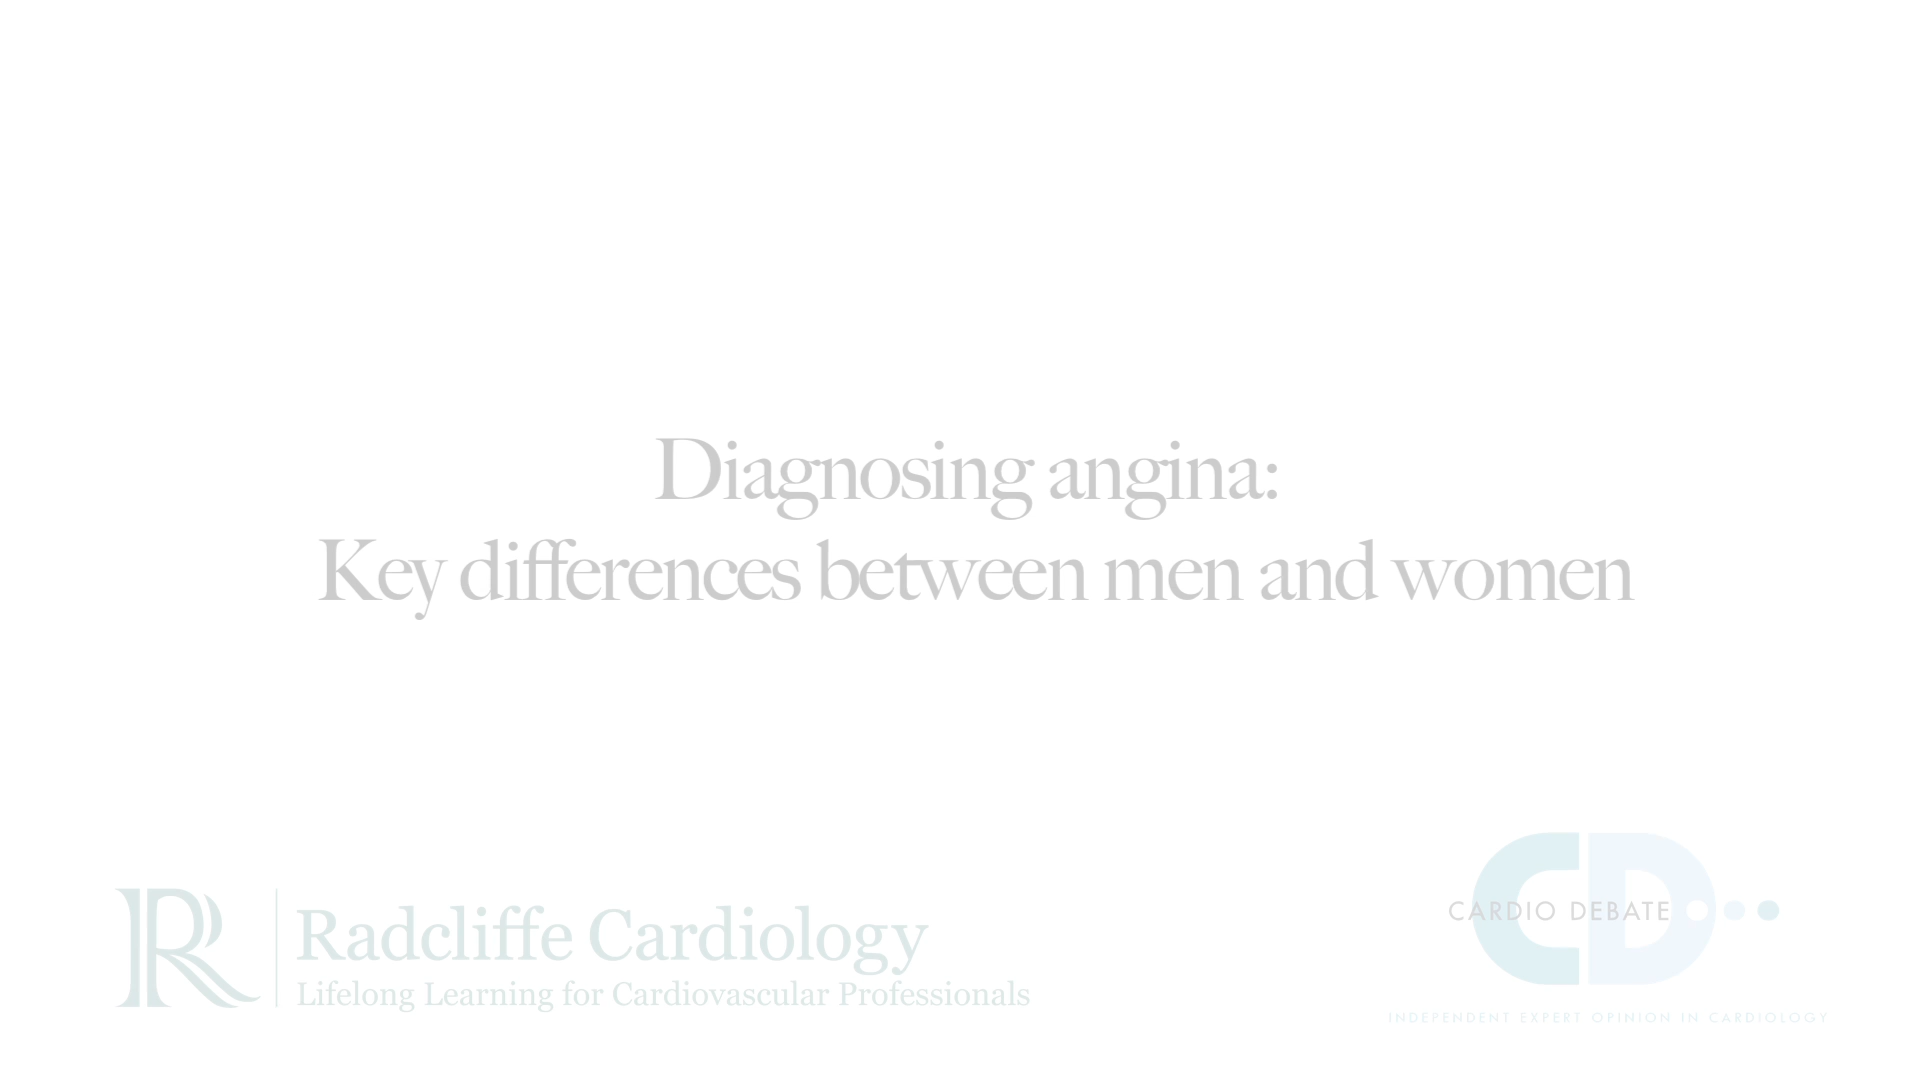 Diagnosing angina:
Key differences between men and women
R
Radcliffe Cardiology
Lifelong Learning for Cardiovascular Professionals
CD
CARDIO DEBATE
INDEPENDENT EXPERT OPINION IN CARDIOLOGY